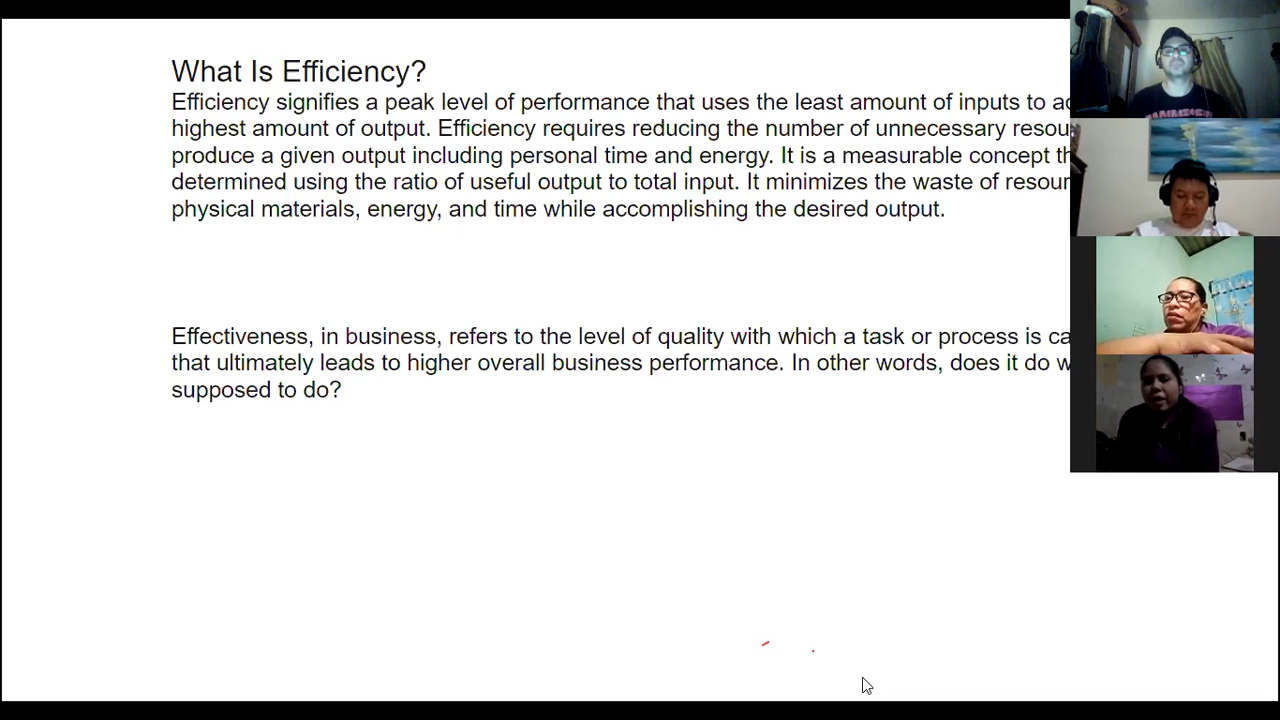 What Is Efficiency?
Efficiency signifies a peak level of performance that uses the least amount of inputs to
highest amount of output. Efficiency requires reducing the number of unnecessary
produce a given output including personal time and energy. It is a measurable concept
determined using the ratio of useful output to total input. It minimizes the waste of
physical materials, energy, and time while accomplishing the desired output.
Effectiveness, in business, refers to the level of quality with which a task or process is
that ultimately leads to higher overall business performance. In other words, does it do
supposed to do?